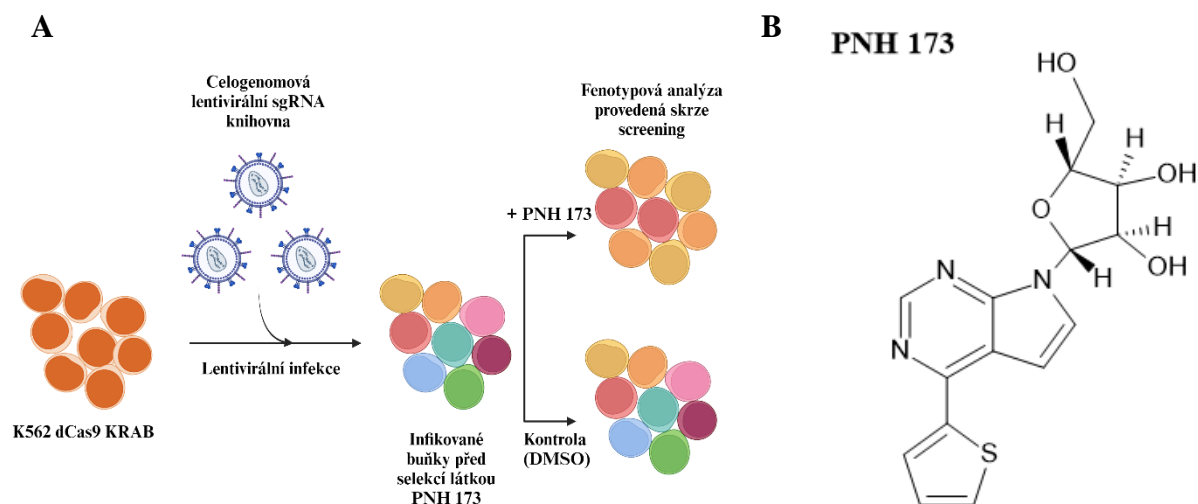 A
Celogenomová
lentivirální sgRNA
knihovna
K562 dCas9 KRAB
Lentivirální infekce
Infikované
buňky před
selekcí látkou
PNH 173
+ PNH 173
Kontrola
(DMSO)
Fenotypová analýza
provedená skrze
screening
B
PNH 173
HO
H
H
OH
O
H
H
OH
N
N
N
S